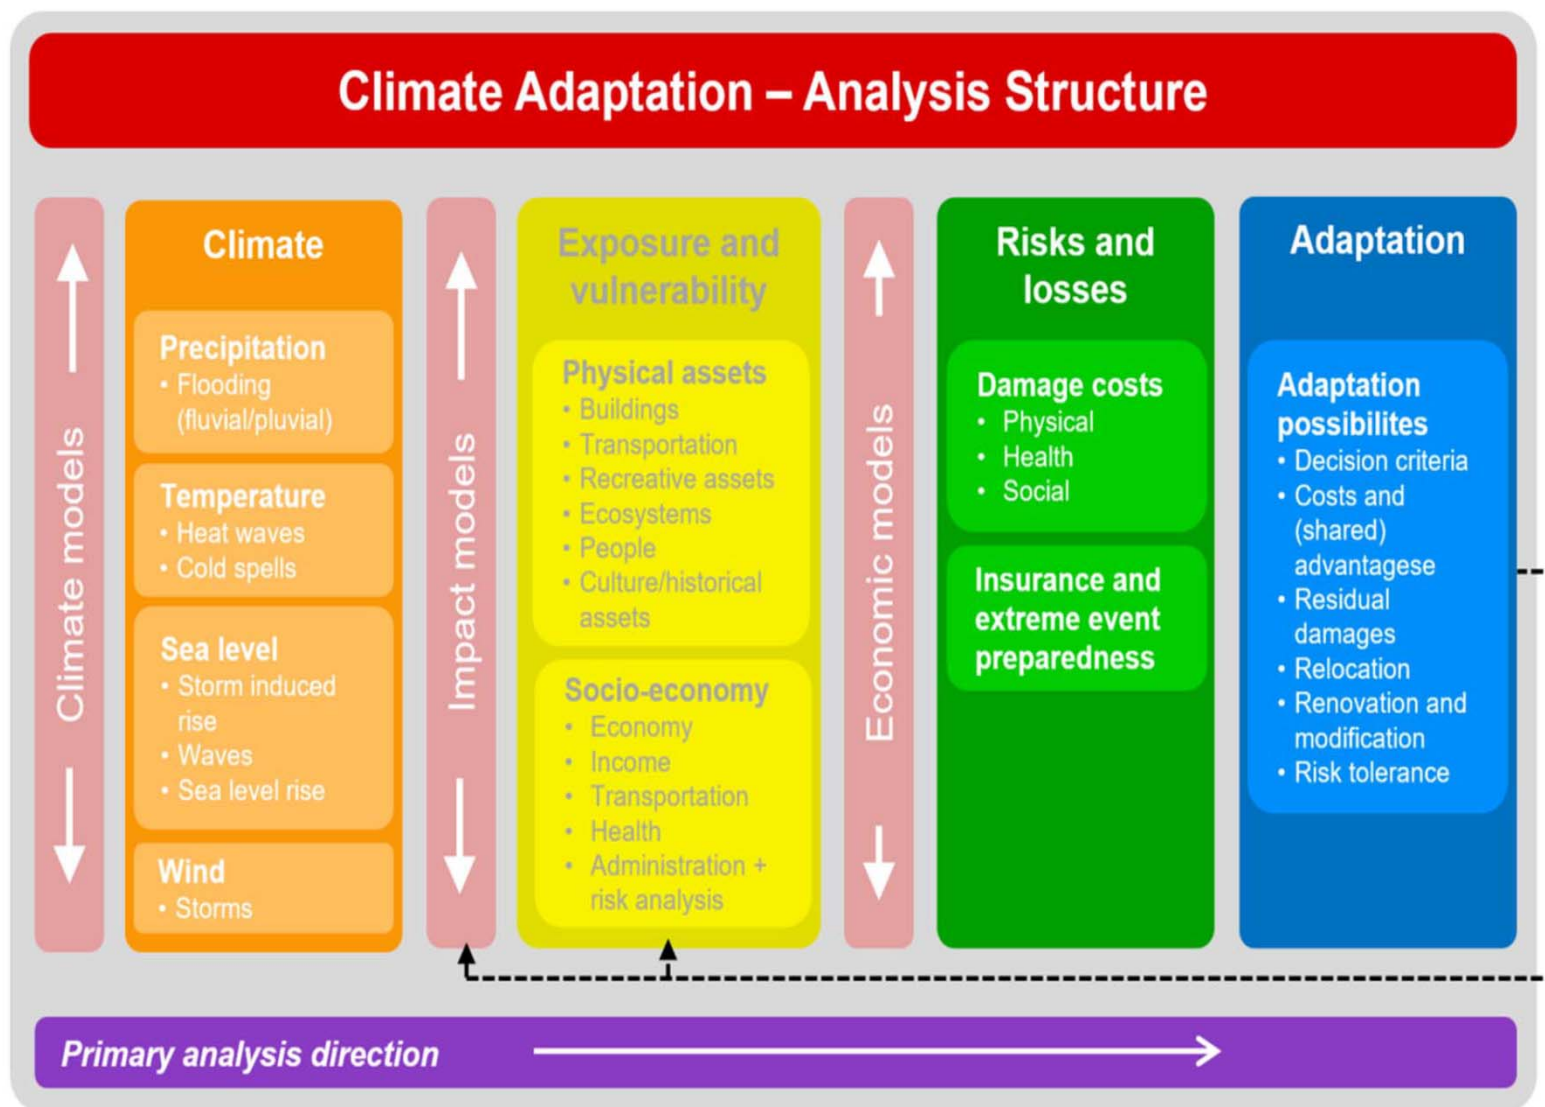 Climate Adaptation – Analysis Structure
Climate models
Climate
Precipitation
• Flooding
(fluvial/pluvial)
Temperature
• Heat waves
• Cold spells
Sea level
• Storm induced
rise
• Waves
• Sea level rise
Wind
• Storms
Impact models
Exposure and
vulnerability
Physical assets
• Buildings
• Transportation
• Recreative assets
• Ecosystems
• People
• Culture/historical
assets
Socio-economy
• Economy
• Income
• Transportation
• Health
• Administration +
risk analysis
Economic models
Risks and
losses
Damage costs
• Physical
• Health
• Social
Insurance and
extreme event
preparedness
Adaptation
Adaptation
possibilites
• Decision criteria
• Costs and
(shared)
advantagese
• Residual
damages
• Relocation
• Renovation and
modification
• Risk tolerance
Primary analysis direction